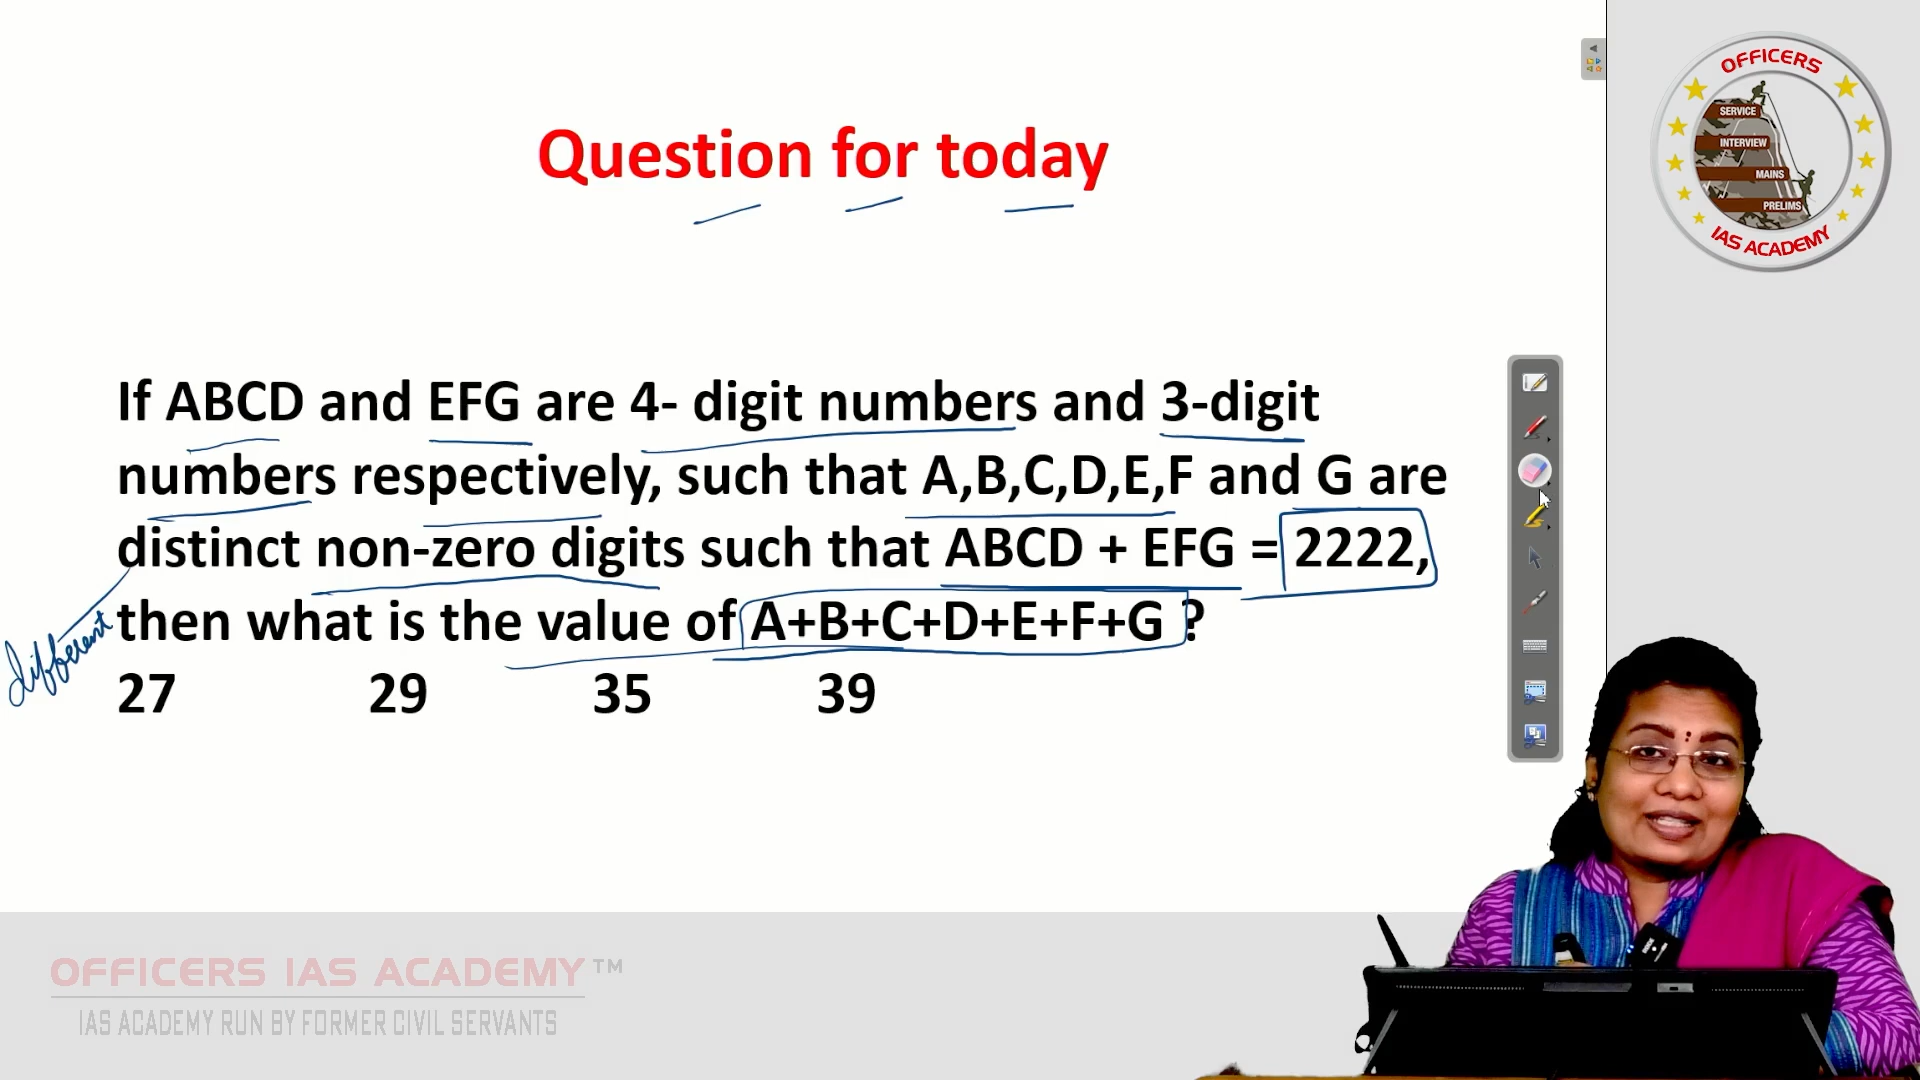 OFFICERS
SERVICE
INTERVIEW
MAINS
PRELIMS
IAS ACADEMY
Question for today
If ABCD and EFG are 4- digit numbers and 3-digit
numbers respectively, such that A,B,C,D,E,F and G are
distinct non-zero digits such that ABCD + EFG = 2222,
different
then what is the value of A+B+C+D+E+F+G ?
27 29 35 39
OFFICERS IAS ACADEMY™
IAS ACADEMY RUN BY FORMER CIVIL SERVANTS